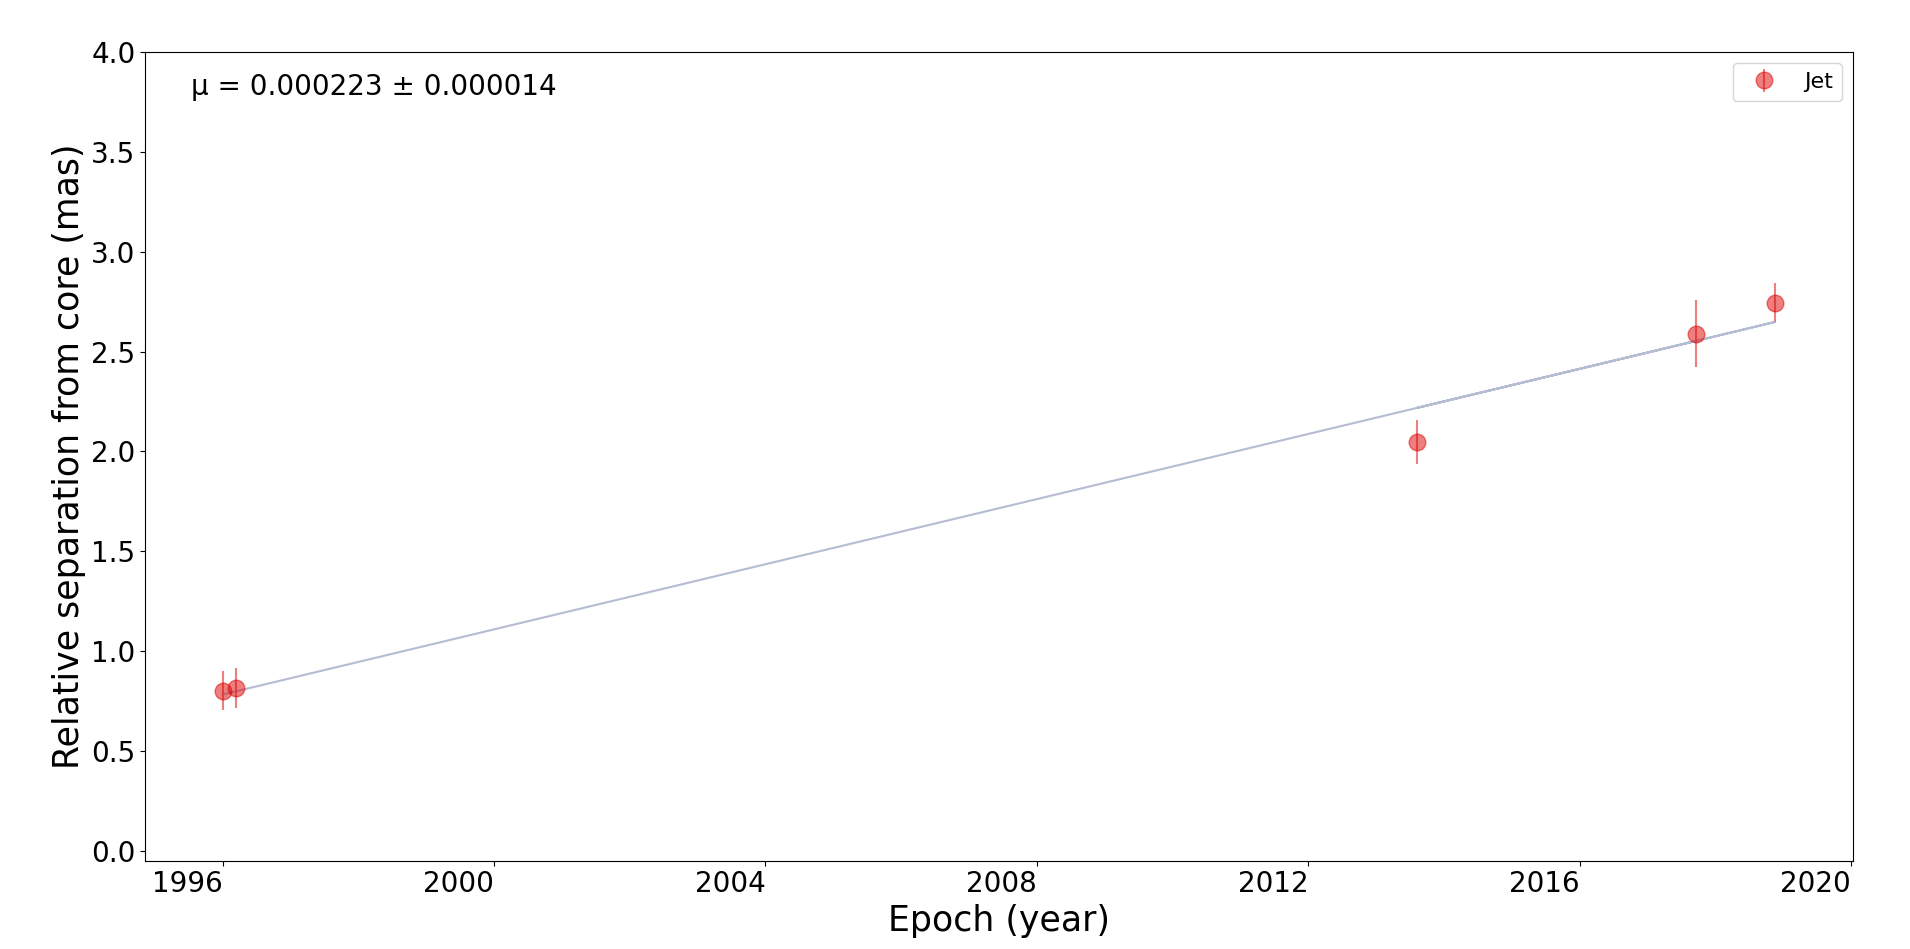 μ = 0.000223 ± 0.000014
Jet
Relative separation from core (mas)
4.0
3.5
3.0
2.5
2.0
1.5
1.0
0.5
0.0
1996 2000 2004 2008 2012 2016 2020
Epoch (year)